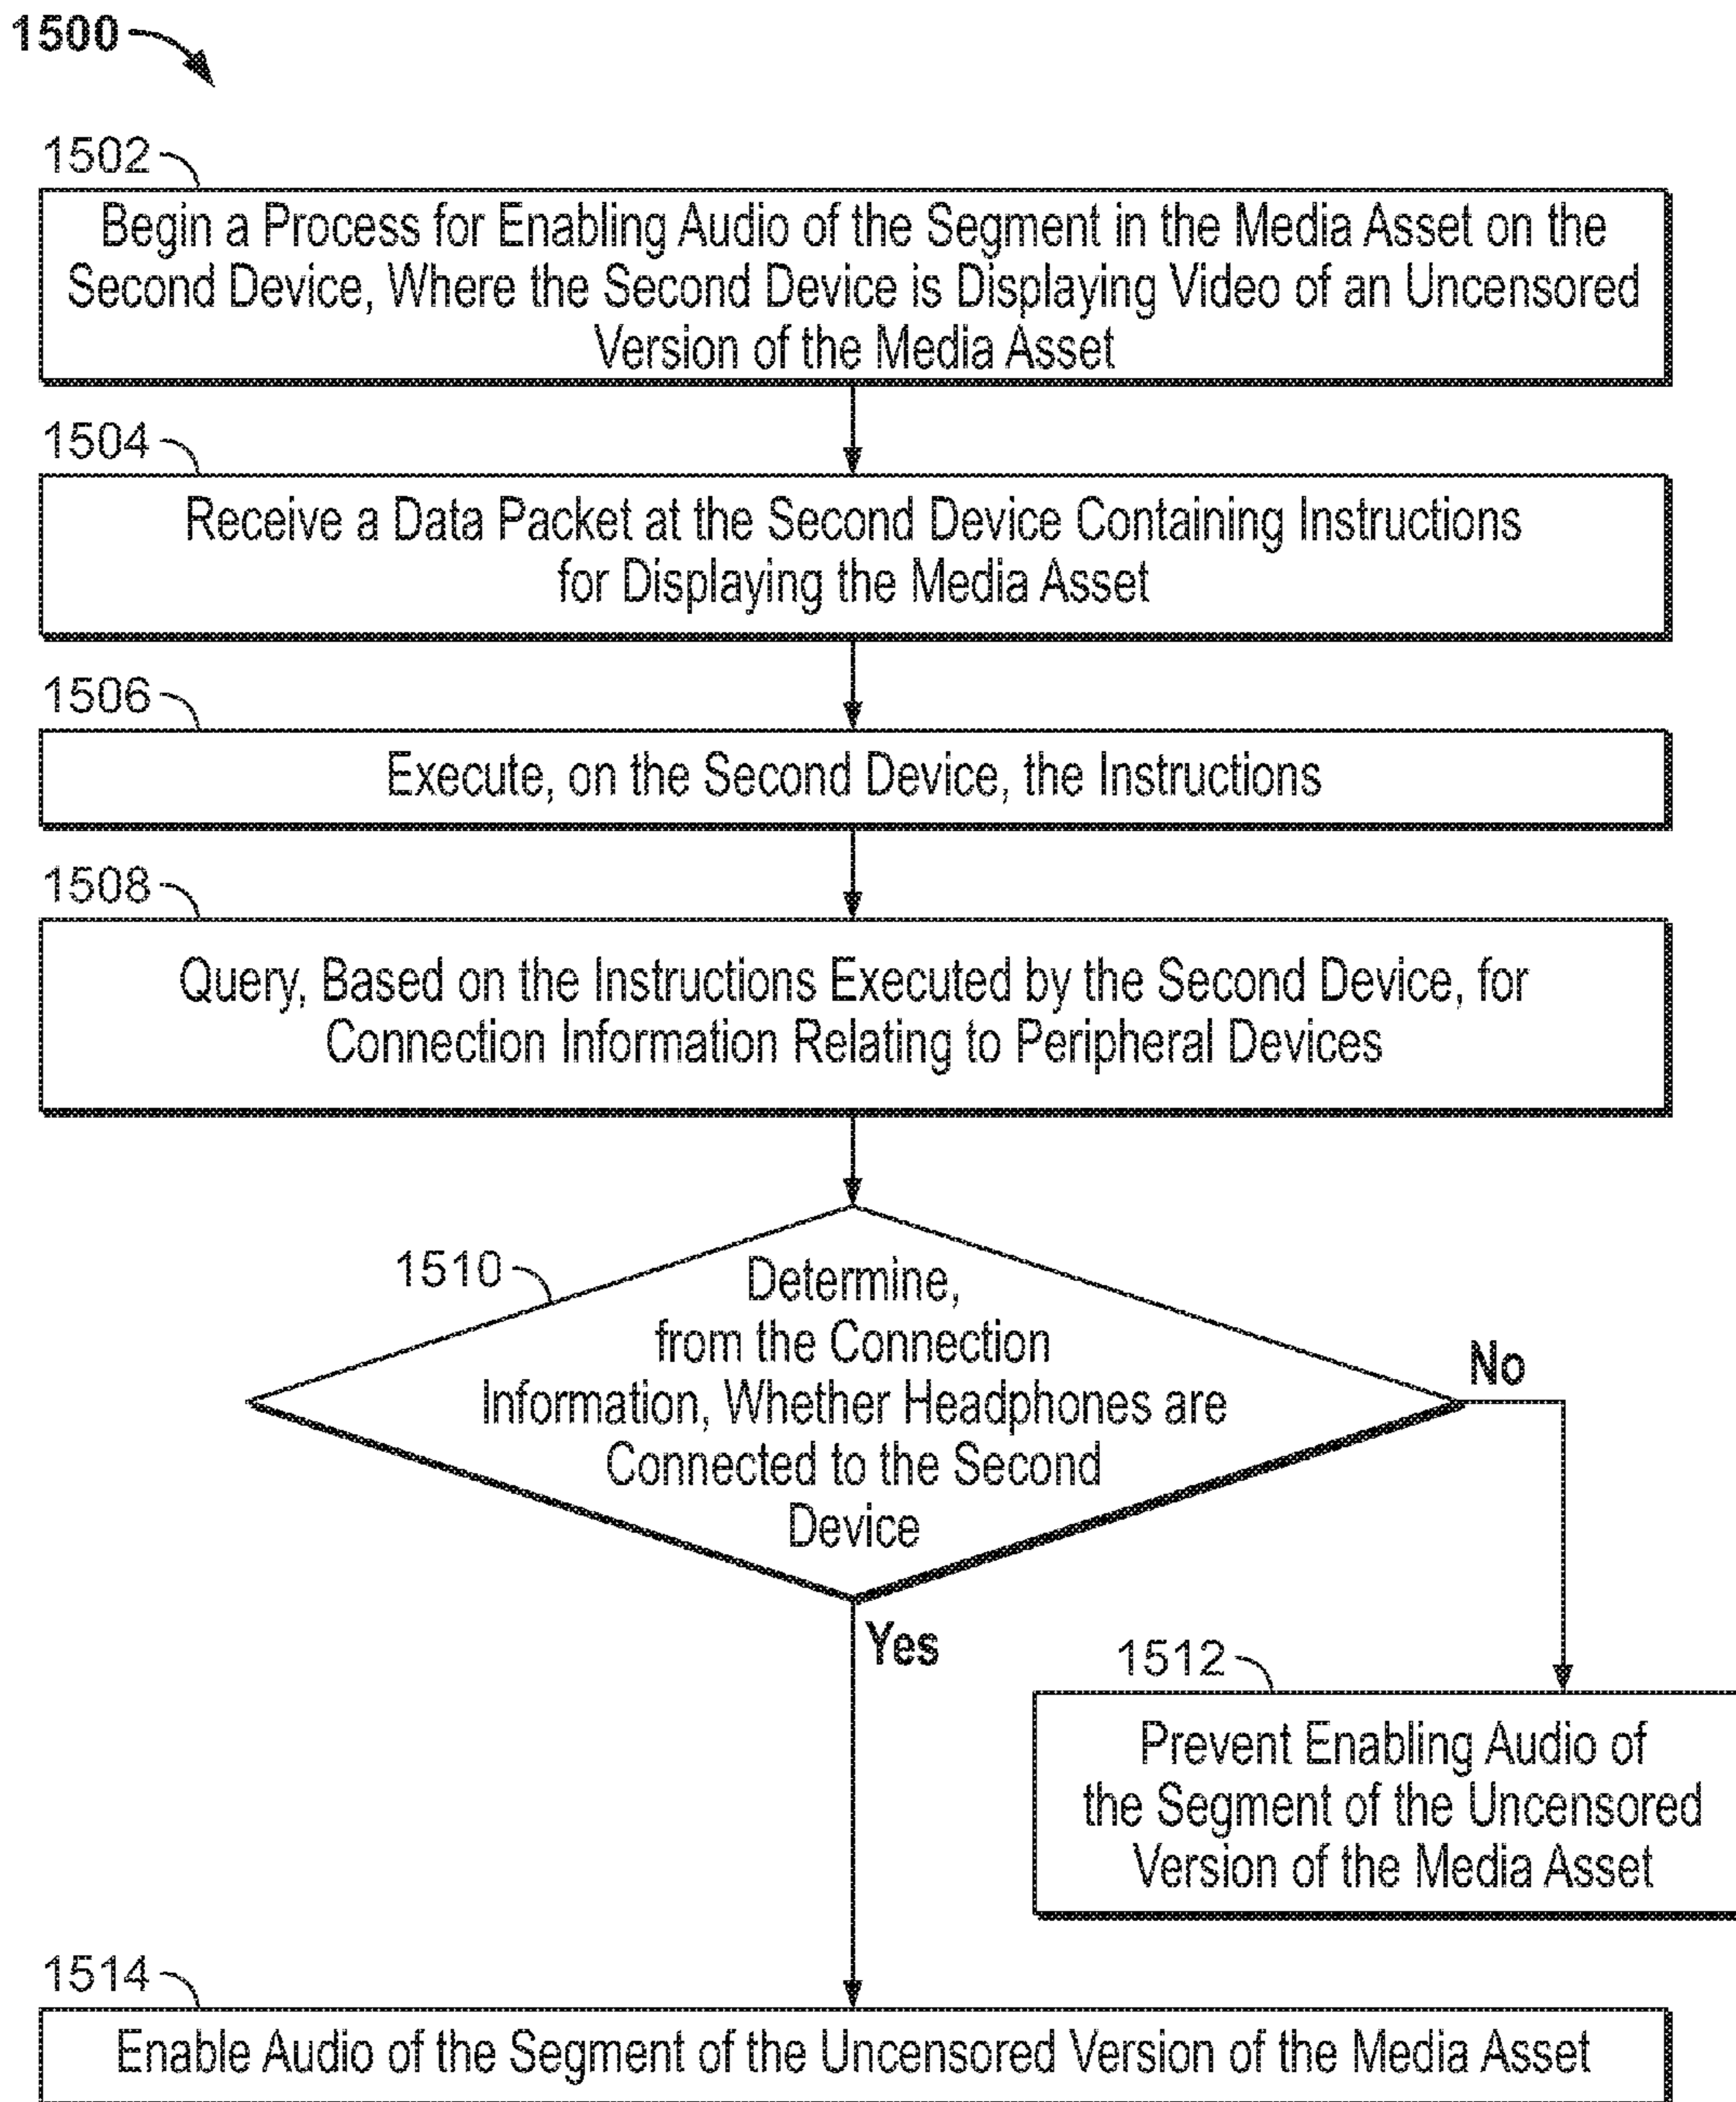 1500
1502
Begin a Process for Enabling Audio of the Segment in the Media Asset on the
Second Device, Where the Second Device is Displaying Video of an Uncensored
Version of the Media Asset
1504
Receive a Data Packet at the Second Device Containing Instructions
for Displaying the Media Asset
1506
Execute, on the Second Device, the Instructions
1508
Query, Based on the Instructions Executed by the Second Device, for
Connection Information Relating to Peripheral Devices
1510
Determine,
from the Connection
Information, Whether Headphones are
Connected to the Second
Device
No
Yes
1512
Prevent Enabling Audio of
the Segment of the Uncensored
Version of the Media Asset
1514
Enable Audio of the Segment of the Uncensored Version of the Media Asset